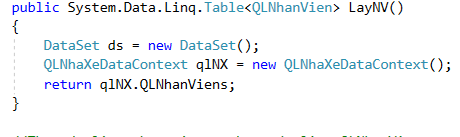 public System.Data.Linq.Table<QLNhanVien> LayNV()
{
DataSet ds = new DataSet();
QLNhaXeDataContext qlNX = new QLNhaXeDataContext();
return qlNX.QLNhanViens;
}